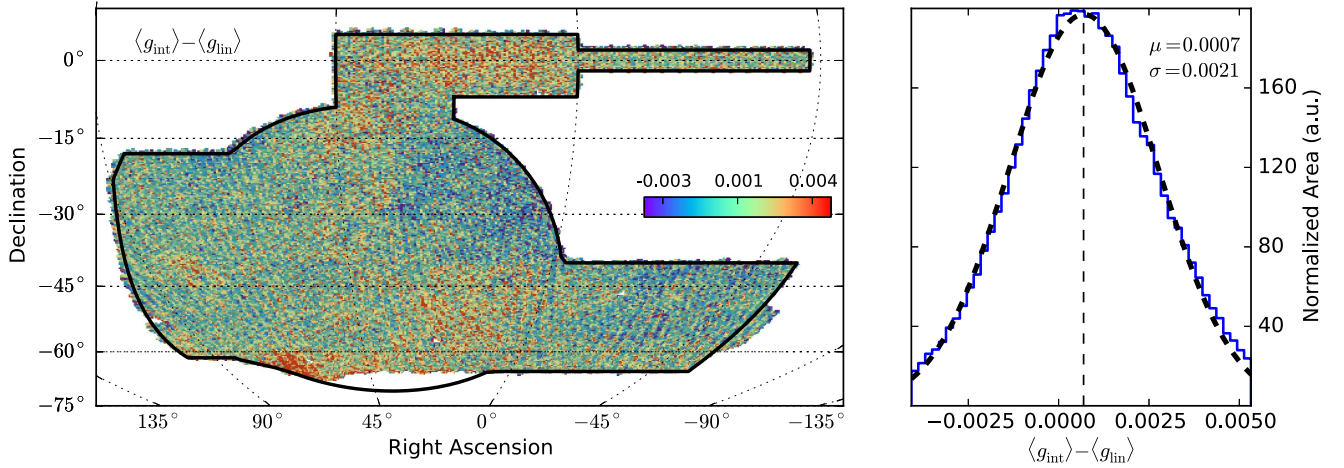 ⟨g_int⟩−⟨g_lin⟩
0°
−15°
−30°
−45°
−60°
−75°
Declination
-0.003 0.001 0.004
135° 90° 45° 0° −45° −90° −135°
Right Ascension
μ=0.0007
σ=0.0021
160
120
80
40
Normalized Area (a.u.)
−0.0025 0.0000 0.0025 0.0050
⟨g_int⟩−⟨g_lin⟩